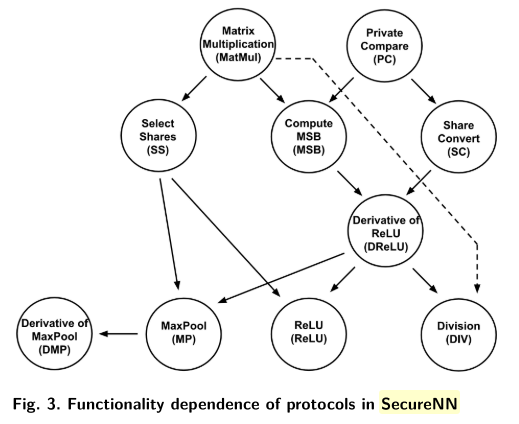 Matrix
Multiplication
(MatMul)
Private
Compare
(PC)
Select
Shares
(SS)
Compute
MSB
(MSB)
Share
Convert
(SC)
Derivative of
ReLU
(DReLU)
Derivative of
MaxPool
(DMP)
MaxPool
(MP)
ReLU
(ReLU)
Division
(DIV)
Fig. 3. Functionality dependence of protocols in SecureNN